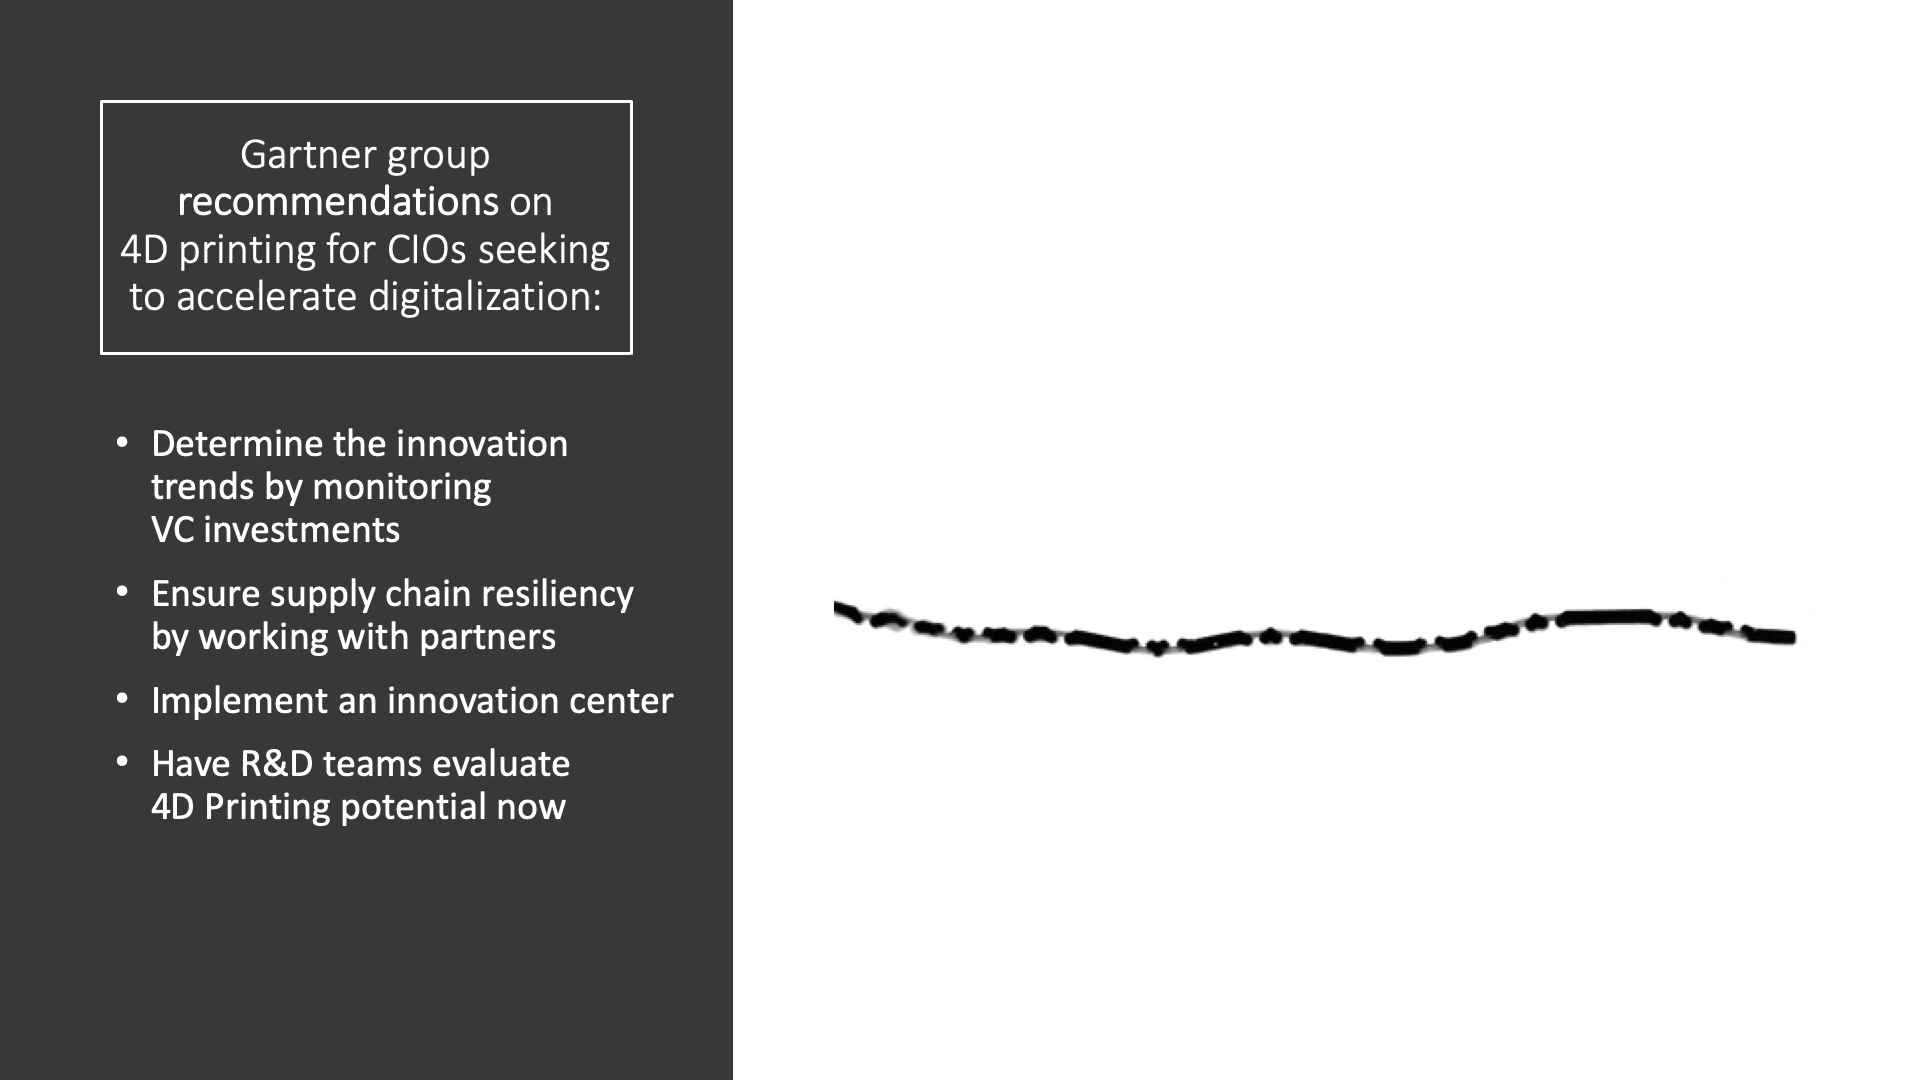 Gartner group
recommendations on
4D printing for CIOs seeking
to accelerate digitalization:
• Determine the innovation
trends by monitoring
VC investments
• Ensure supply chain resiliency
by working with partners
• Implement an innovation center
• Have R&D teams evaluate
4D Printing potential now